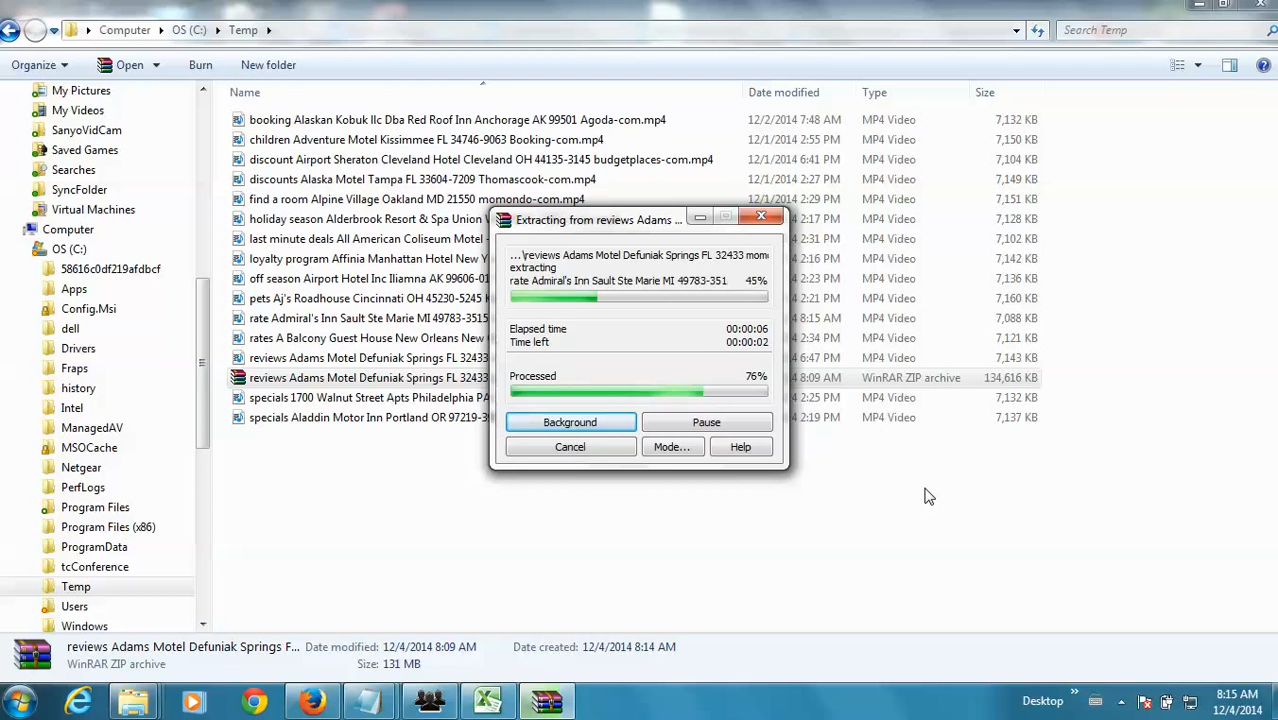 Computer ▸ OS (C:) ▸ Temp ▸
Search Temp
Organize Open Burn New folder
Name Date modified Type Size
My Pictures
My Videos
SanyoVidCam
Saved Games
Searches
SyncFolder
Virtual Machines
Computer
OS (C:)
58616c0df219afdbcf
Apps
Config.Msi
dell
Drivers
Fraps
history
Intel
ManagedAV
MSOCache
Netgear
PerfLogs
Program Files
Program Files (x86)
ProgramData
tcConference
Temp
Users
Windows
booking Alaskan Kobuk llc Dba Red Roof Inn Anchorage AK 99501 Agoda-com.mp4 12/2/2014 7:48 AM MP4 Video 7,132 KB
children Adventure Motel Kissimmee FL 34746-9063 Booking-com.mp4 12/1/2014 2:55 PM MP4 Video 7,150 KB
discount Airport Sheraton Cleveland Hotel Cleveland OH 44135-3145 budgetplaces-com.mp4 12/1/2014 6:41 PM MP4 Video 7,104 KB
discounts Alaska Motel Tampa FL 33604-7209 Thomascook-com.mp4 12/1/2014 2:55 PM MP4 Video 7,149 KB
find a room Alpine Village Oakland MD 21550 momondo-com.mp4 12/1/2014 2:29 PM MP4 Video 7,151 KB
holiday season Alderbrook Resort & Spa Union 2:17 PM MP4 Video 7,128 KB
last minute deals All American Coliseum Motel - 2:24 PM MP4 Video 7,102 KB
loyalty program Affinia Manhattan Hotel New 2:27 PM MP4 Video 7,142 KB
off season Airport Hotel Inc Iliamna AK 99606-01 2:14 PM MP4 Video 7,123 KB
pets Aj's Roadhouse Cincinnati OH 45230-5245 2:21 PM MP4 Video 7,160 KB
rate Admiral's Inn Sault Ste Marie MI 49783-3515 8:15 AM MP4 Video 7,088 KB
rates A Balcony Guest House New Orleans New 2:34 PM MP4 Video 7,121 KB
reviews Adams Motel Defuniak Springs FL 32433 6:47 PM MP4 Video 7,143 KB
reviews Adams Motel Defuniak Springs FL 32433 8:09 AM WinRAR ZIP archive 134,616 KB
specials 1700 Walnut Street Apts Philadelphia PA 2:25 PM MP4 Video 7,132 KB
specials Aladdin Motor Inn Portland OR 97219-3 2:19 PM MP4 Video 7,137 KB
Extracting from reviews Adams ...
...\reviews Adams Motel Defuniak Springs FL 32433
extracting
rate Admiral's Inn Sault Ste Marie MI 49783-351 45%
Elapsed time 00:00:06
Time left 00:00:02
Processed 76%
Background Pause
Cancel Mode... Help
reviews Adams Motel Defuniak Springs F... Date modified: 12/4/2014 8:09 AM Date created: 12/4/2014 8:14 AM
WinRAR ZIP archive Size: 131 MB
Desktop
8:15 AM
12/4/2014